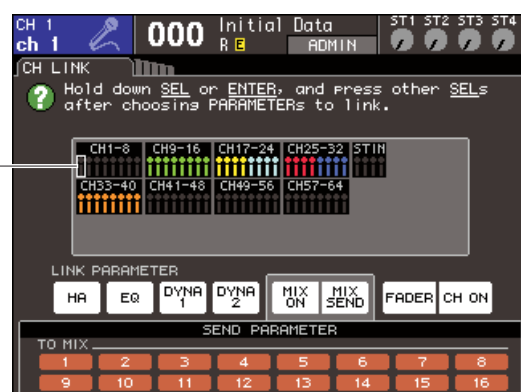 CH 1
ch 1
000
Initial Data
R E
ADMIN
ST1 ST2 ST3 ST4
CH LINK
? Hold down SEL or ENTER, and press other SELs
after choosing PARAMETERs to link.
CH1-8 CH9-16 CH17-24 CH25-32 STIN
CH33-40 CH41-48 CH49-56 CH57-64
LINK PARAMETER
HA EQ DYNA 1 DYNA 2 MIX ON MIX SEND FADER CH ON
SEND PARAMETER
TO MIX
1 2 3 4 5 6 7 8
9 10 11 12 13 14 15 16